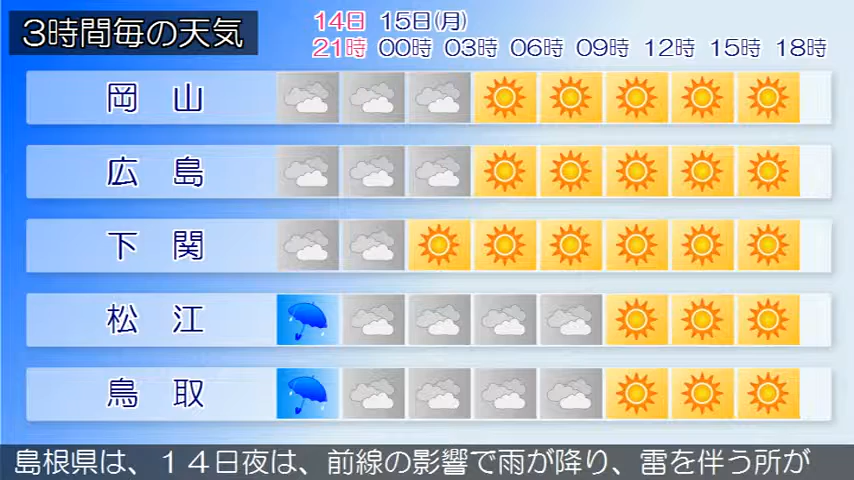 3時間毎の天気
14日 15日(月)
21時 00時 03時 06時 09時 12時 15時 18時
岡 山
広 島
下 関
松 江
鳥 取
島根県は、１４日夜は、前線の影響で雨が降り、雷を伴う所が